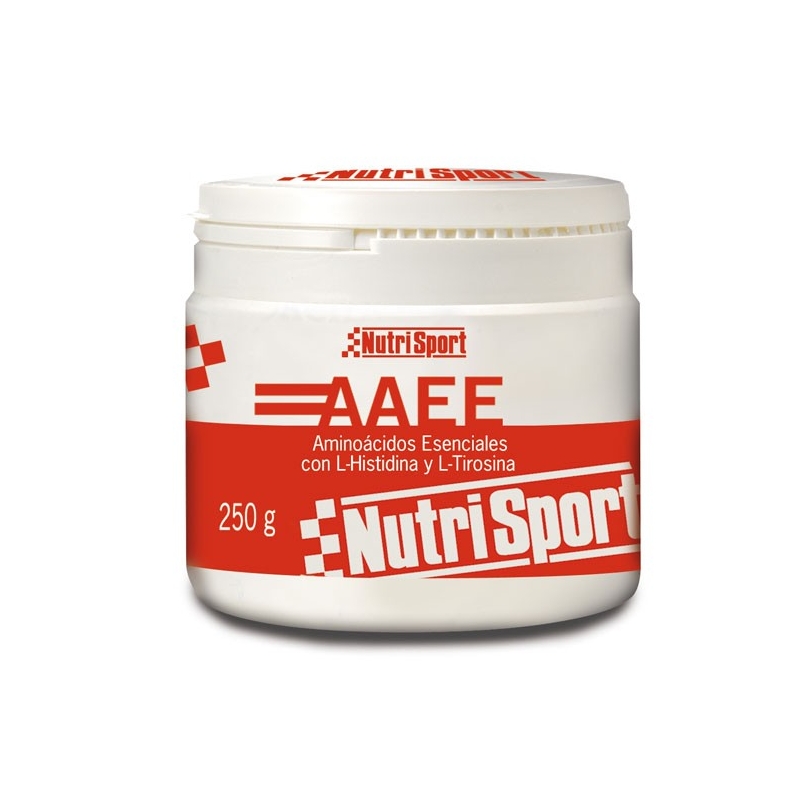 NutriSport
NutriSport
AAEE
Aminoácidos Esenciales
con L-Histidina y L-Tirosina
250 g
NutriSport